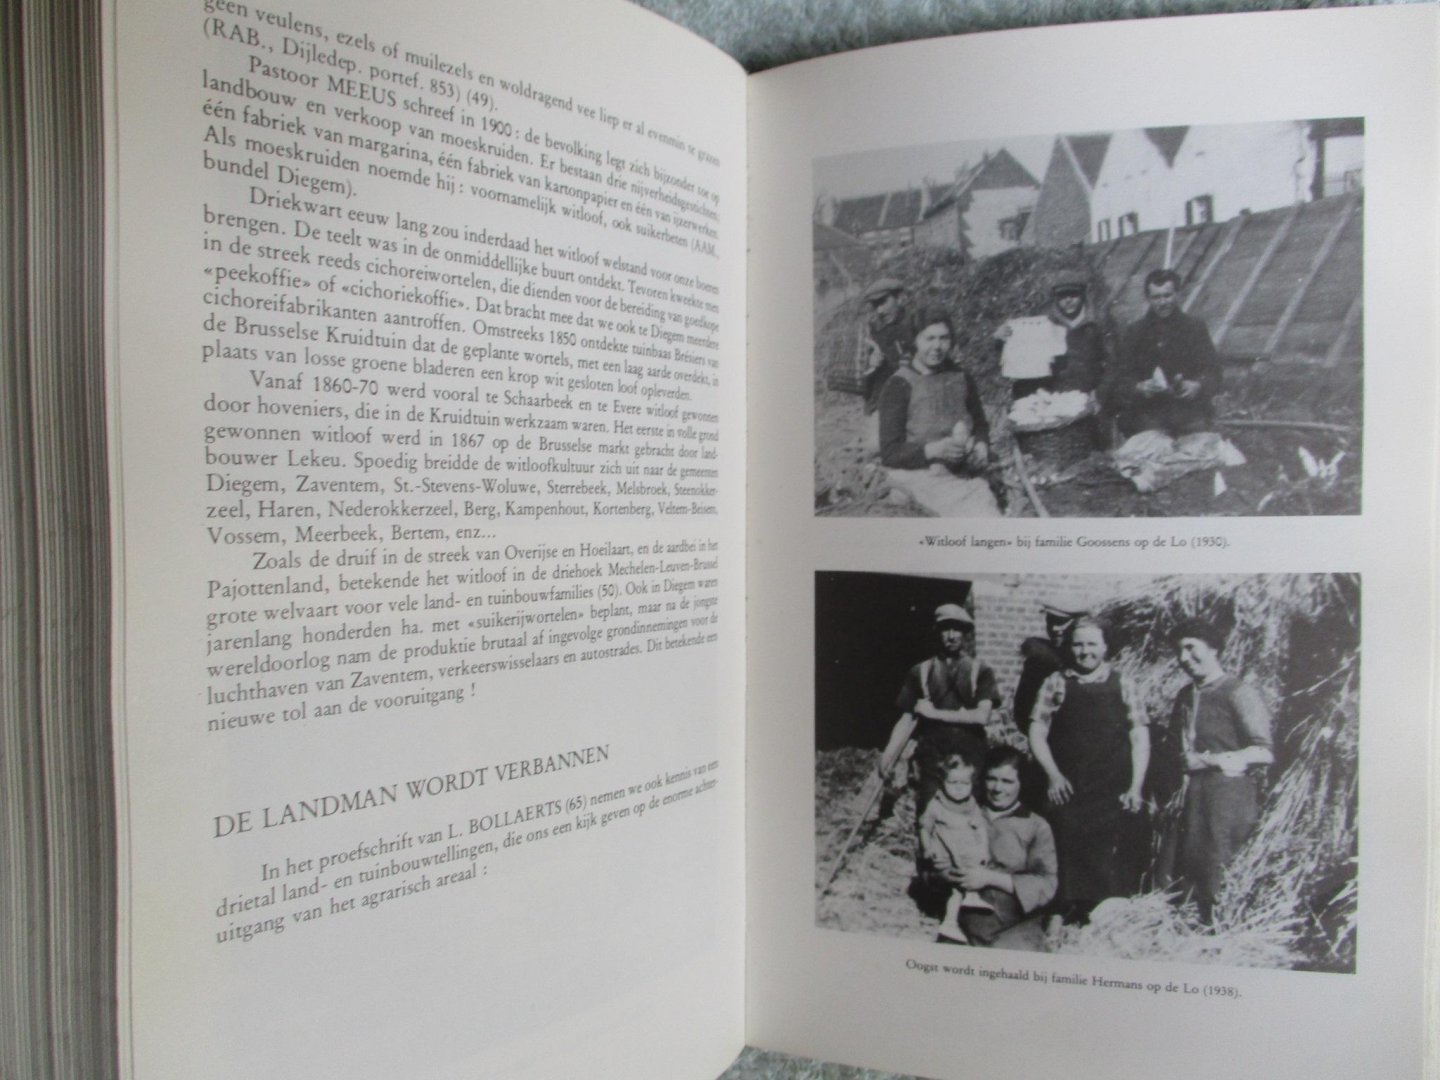 geen veulens, ezels of muilezels en woldragend vee liep er al evenmin te grazen
(RAB., Dijledep. portef. 853) (49).
Pastoor MEEUS schreef in 1900 : de bevolking legt zich bijzonder toe op
landbouw en verkoop van moeskruiden. Er bestaan drie nijverheidsgestichten:
één fabriek van margarina, één fabriek van kartonpapier en één van ijzerwerken.
Als moeskruiden noemde hij : voornamelijk witloof, ook suikerbeten (AAM.,
bundel Diegem).
Driekwart eeuw lang zou inderdaad het witloof welstand voor onze boeren
brengen. De teelt was in de onmiddellijke buurt ontdekt. Tevoren kweekte men
in de streek reeds cichoreiwortelen, die dienden voor de bereiding van goedkope
«peekoffie» of «cichoriekoffie». Dat bracht mee dat we ook te Diegem meerdere
cichoreifabrikanten aantroffen. Omstreeks 1850 ontdekte tuinbaas Brésiers van
de Brusselse Kruidtuin dat de geplante wortels, met een laag aarde overdekt, in
plaats van losse groene bladeren een krop wit gesloten loof opleverden.
Vanaf 1860-70 werd vooral te Schaarbeek en te Evere witloof gewonnen
door hoveniers, die in de Kruidtuin werkzaam waren. Het eerste in volle grond
gewonnen witloof werd in 1867 op de Brusselse markt gebracht door land-
bouwer Lekeu. Spoedig breidde de witloofkultuur zich uit naar de gemeenten
Diegem, Zaventem, St.-Stevens-Woluwe, Sterrebeek, Melsbroek, Steenokker-
zeel, Haren, Nederokkerzeel, Berg, Kampenhout, Kortenberg, Veltem-Beisem,
Vossem, Meerbeek, Bertem, enz...
Zoals de druif in de streek van Overijse en Hoeilaart, en de aardbei in het
Pajottenland, betekende het witloof in de driehoek Mechelen-Leuven-Brussel
grote welvaart voor vele land- en tuinbouwfamilies (50). Ook in Diegem waren
jarenlang honderden ha. met «suikerijwortelen» beplant, maar na de jongste
wereldoorlog nam de produktie brutaal af ingevolge grondinnemingen voor de
luchthaven van Zaventem, verkeerswisselaars en autostrades. Dit betekende een
nieuwe tol aan de vooruitgang !
DE LANDMAN WORDT VERBANNEN
In het proefschrift van L. BOLLAERTS (65) nemen we ook kennis van een
drietal land- en tuinbouwtellingen, die ons een kijk geven op de enorme achter-
uitgang van het agrarisch areaal :
«Witloof langen» bij familie Goossens op de Lo (1930).
Oogst wordt ingehaald bij familie Hermans op de Lo (1938).